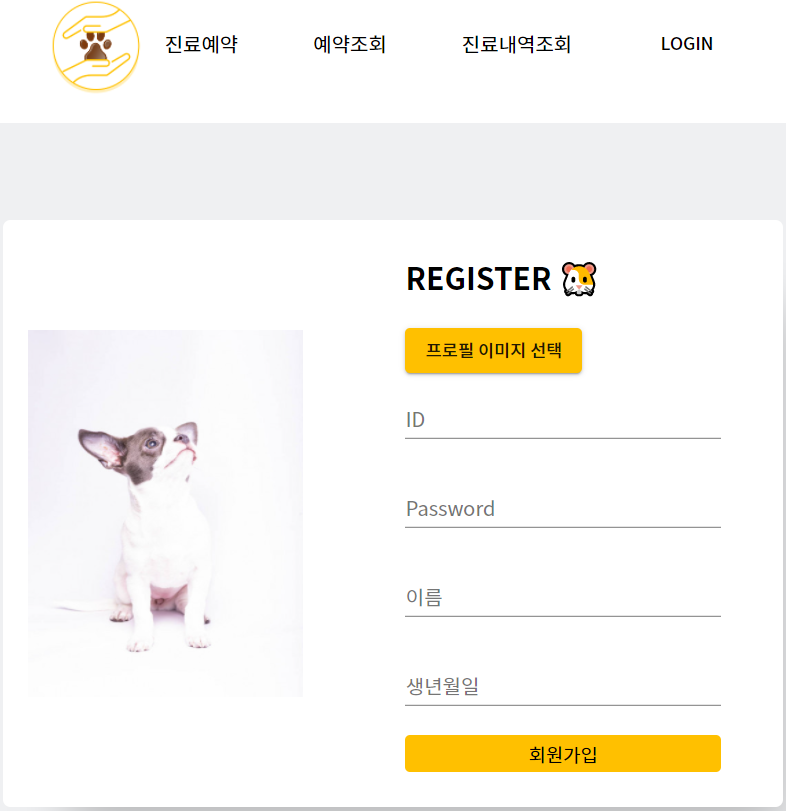 진료예약 예약조회 진료내역조회 LOGIN
REGISTER 🐹
프로필 이미지 선택
ID
Password
이름
생년월일
회원가입